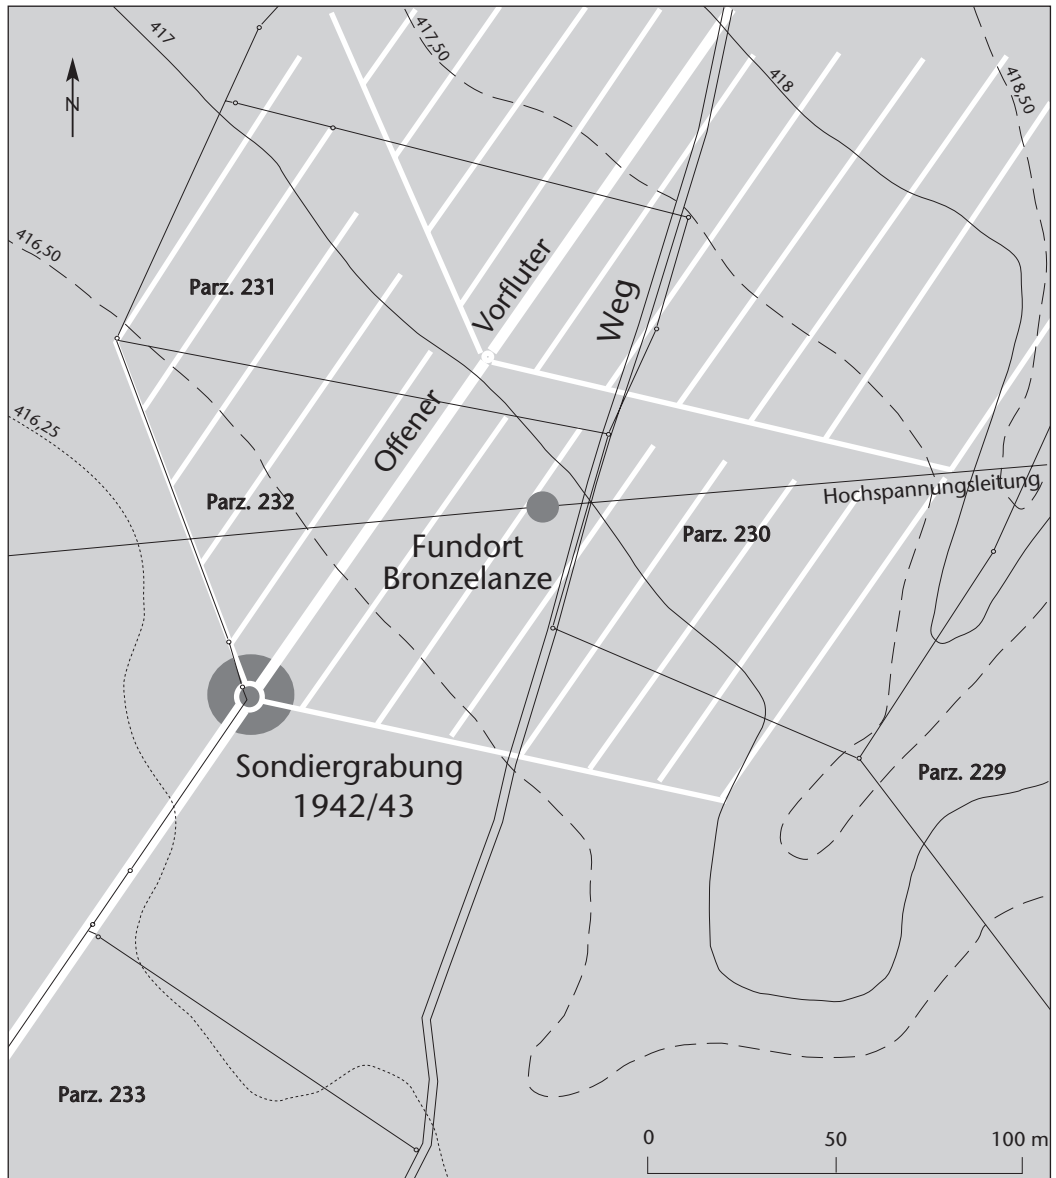 417
417,50
418
418,50
N
416,50
Parz. 231
Offener Vorfluter
Weg
416,25
Parz. 232
Hochspannungsleitung
Fundort
Bronzelanze
Parz. 230
Sondiergrabung
1942/43
Parz. 229
Parz. 233
0 50 100 m